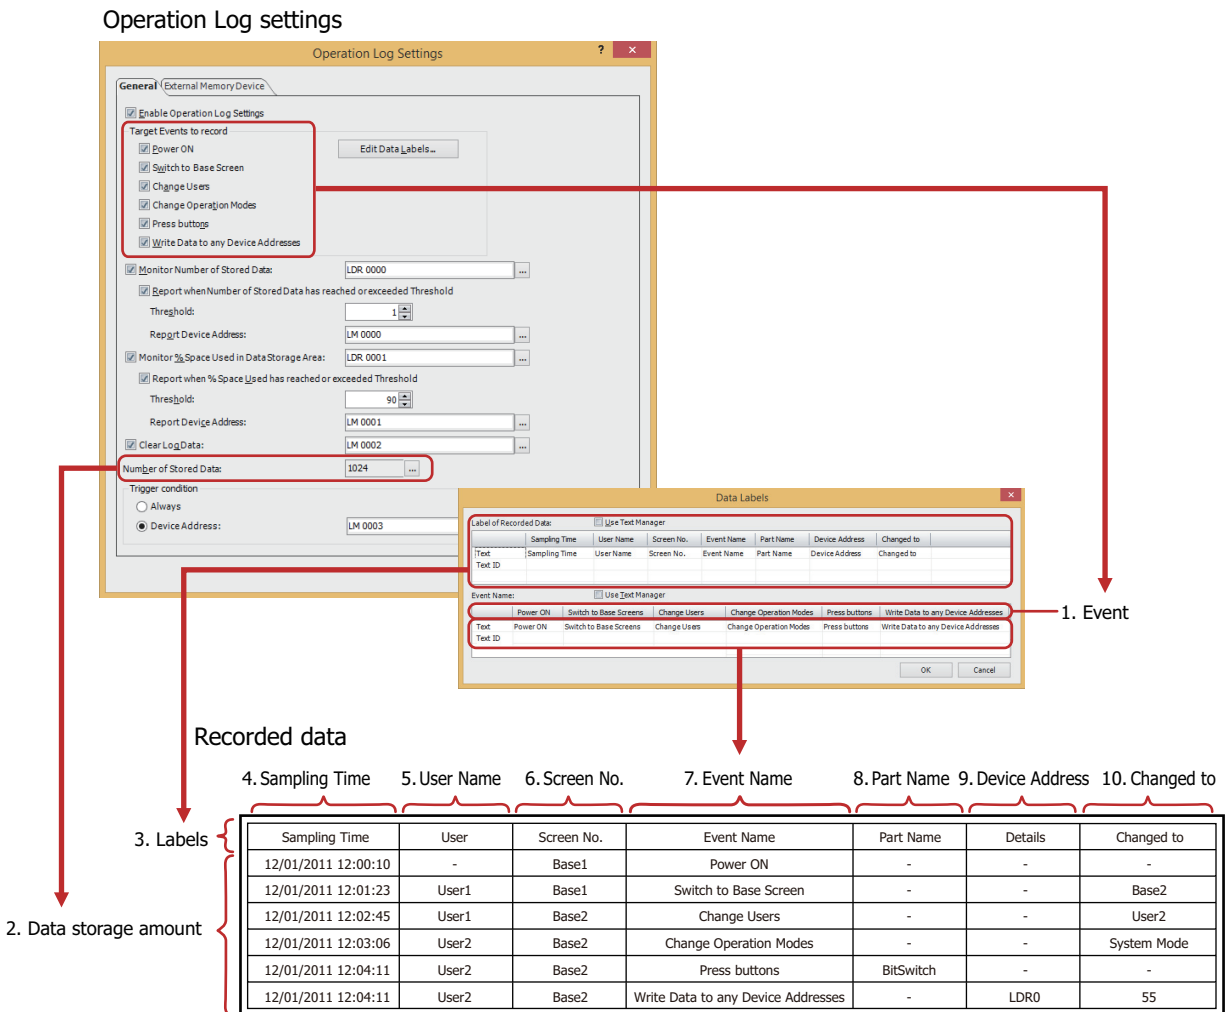 Operation Log settings
Operation Log Settings
? ×
General External Memory Device
Enable Operation Log Settings
Target Events to record
Power ON
Edit Data Labels...
Switch to Base Screen
Change Users
Change Operation Modes
Press buttons
Write Data to any Device Addresses
Monitor Number of Stored Data: LDR 0000 ...
Report when Number of Stored Data has reached or exceeded Threshold
Threshold: 1
Report Device Address: LM 0000 ...
Monitor % Space Used in Data Storage Area: LDR 0001 ...
Report when % Space Used has reached or exceeded Threshold
Threshold: 90
Report Device Address: LM 0001 ...
Clear Log Data: LM 0002 ...
Number of Stored Data: 1024 ...
Trigger condition
Always
Device Address: LM 0003
Data Labels
×
Label of Recorded Data: Use Text Manager
Sampling Time User Name Screen No. Event Name Part Name Device Address Changed to
Text Sampling Time User Name Screen No. Event Name Part Name Device Address Changed to
Text ID
Event Name: Use Text Manager
Power ON Switch to Base Screens Change Users Change Operation Modes Press buttons Write Data to any Device Addresses
Text Power ON Switch to Base Screens Change Users Change Operation Modes Press buttons Write Data to any Device Addresses
Text ID
OK Cancel
1. Event
Recorded data
4. Sampling Time 5. User Name 6. Screen No. 7. Event Name 8. Part Name 9. Device Address 10. Changed to
3. Labels
Sampling Time User Screen No. Event Name Part Name Details Changed to
12/01/2011 12:00:10 - Base1 Power ON - - -
12/01/2011 12:01:23 User1 Base1 Switch to Base Screen - - Base2
12/01/2011 12:02:45 User1 Base2 Change Users - - User2
2. Data storage amount
12/01/2011 12:03:06 User2 Base2 Change Operation Modes - - System Mode
12/01/2011 12:04:11 User2 Base2 Press buttons BitSwitch - -
12/01/2011 12:04:11 User2 Base2 Write Data to any Device Addresses - LDR0 55